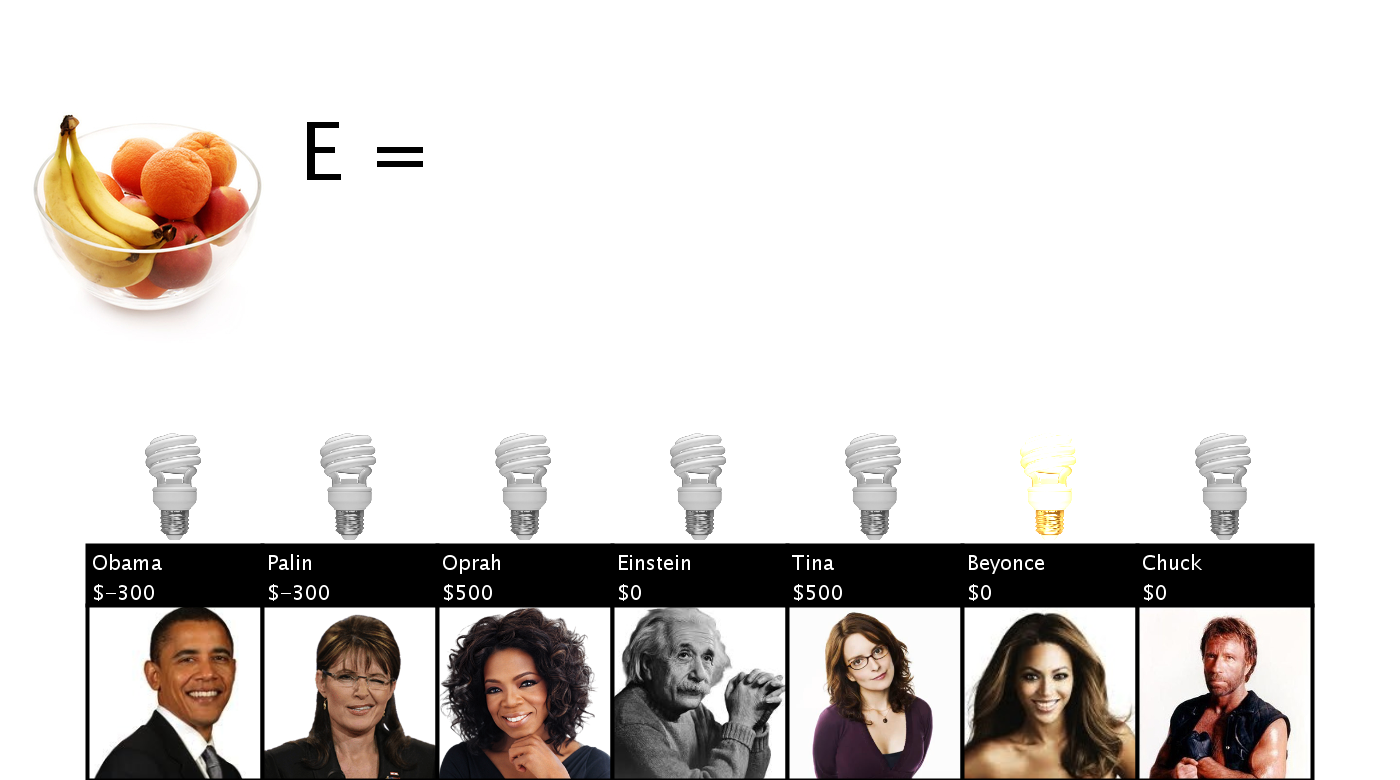 E =
Obama
$-300
Palin
$-300
Oprah
$500
Einstein
$0
Tina
$500
Beyonce
$0
Chuck
$0